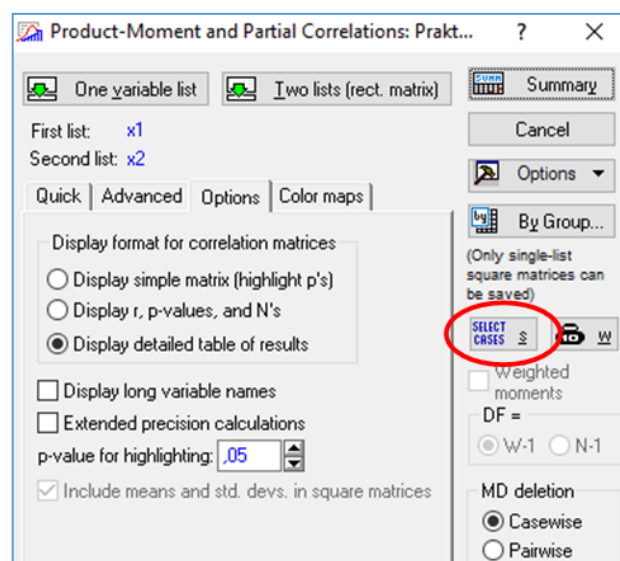 Product-Moment and Partial Correlations: Prakt... ?
One variable list
Two lists (rect. matrix)
First list: x1
Second list: x2
Quick Advanced Options Color maps
Display format for correlation matrices
Display simple matrix (highlight p's)
Display r, p-values, and N's
Display detailed table of results
Display long variable names
Extended precision calculations
p-value for highlighting: ,05
Include means and std. devs. in square matrices
SUMM Summary
Cancel
Options
by By Group...
(Only single-list
square matrices can
be saved)
SELECT
CASES S
W
Weighted
moments
DF =
W-1 N-1
MD deletion
Casewise
Pairwise